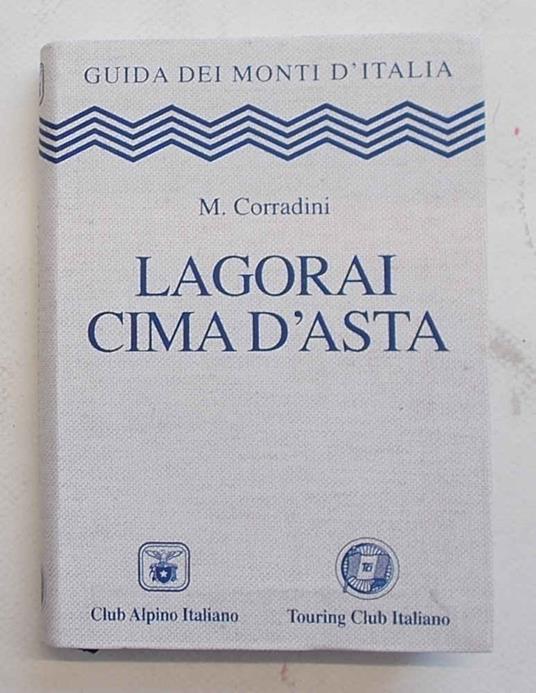 GUIDA DEI MONTI D'ITALIA
M. Corradini
LAGORAI
CIMA D'ASTA
Club Alpino Italiano
Touring Club Italiano